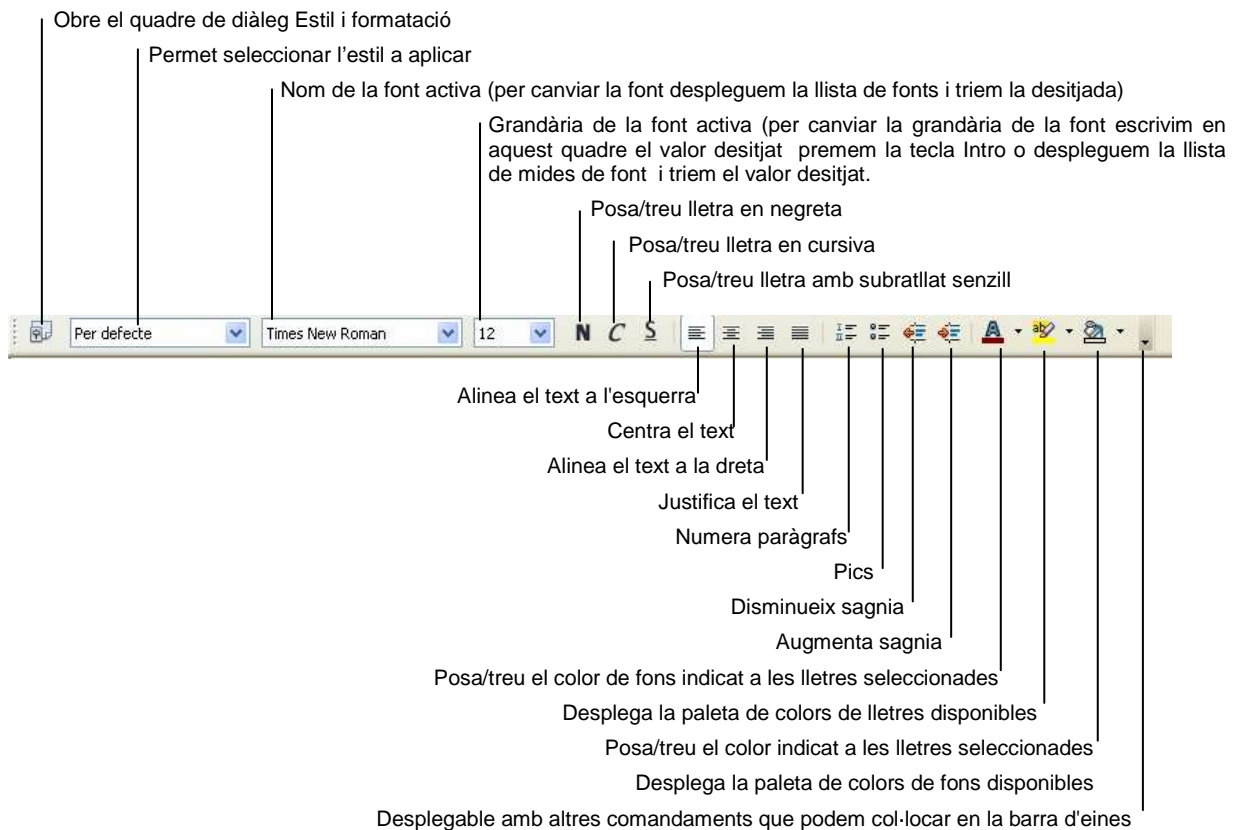 Obre el quadre de diàleg Estil i formatació
Permet seleccionar l'estil a aplicar
Nom de la font activa (per canviar la font despleguem la llista de fonts i triem la desitjada)
Grandària de la font activa (per canviar la grandària de la font escrivim en
aquest quadre el valor desitjat premem la tecla Intro o despleguem la llista
de mides de font i triem el valor desitjat.
Posa/treu lletra en negreta
Posa/treu lletra en cursiva
Posa/treu lletra amb subratllat senzill
Per defecte Times New Roman 12 N C S A ab
Alinea el text a l'esquerra
Centra el text
Alinea el text a la dreta
Justifica el text
Numera paràgrafs
Pics
Disminueix sagnia
Augmenta sagnia
Posa/treu el color de fons indicat a les lletres seleccionades
Desplega la paleta de colors de lletres disponibles
Posa/treu el color indicat a les lletres seleccionades
Desplega la paleta de colors de fons disponibles
Desplegable amb altres comandaments que podem col·locar en la barra d'eines